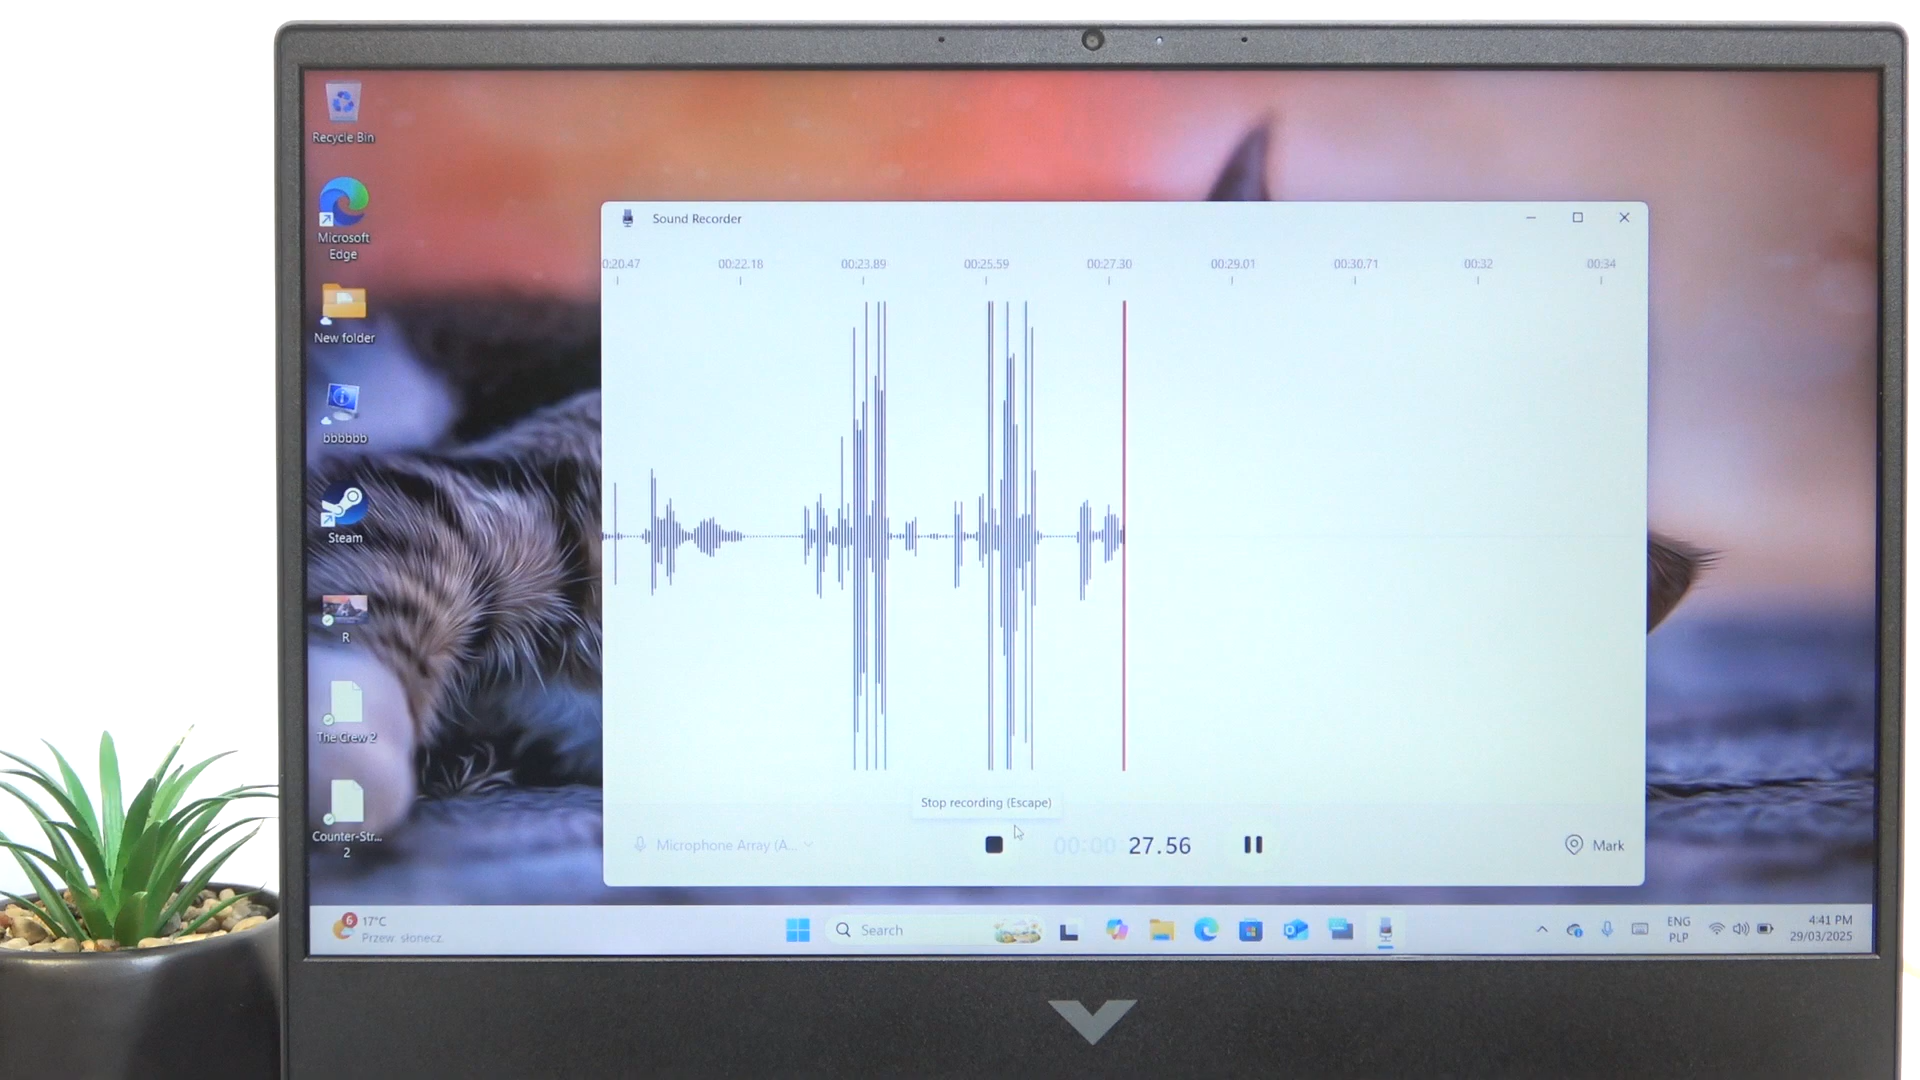 Recycle Bin
Microsoft
Edge
New folder
bbbbbb
Steam
R
The Crew 2
Counter-Str...
2
Sound Recorder
0:20.47 00:22.18 00:23.89 00:25.59 00:27.30 00:29.01 00:30.71 00:32 00:34
Stop recording (Escape)
Microphone Array (A... 00:00 27.56 Mark
6 17°C
Przew. słonecz.
Search
ENG
PLP
4:41 PM
29/03/2025